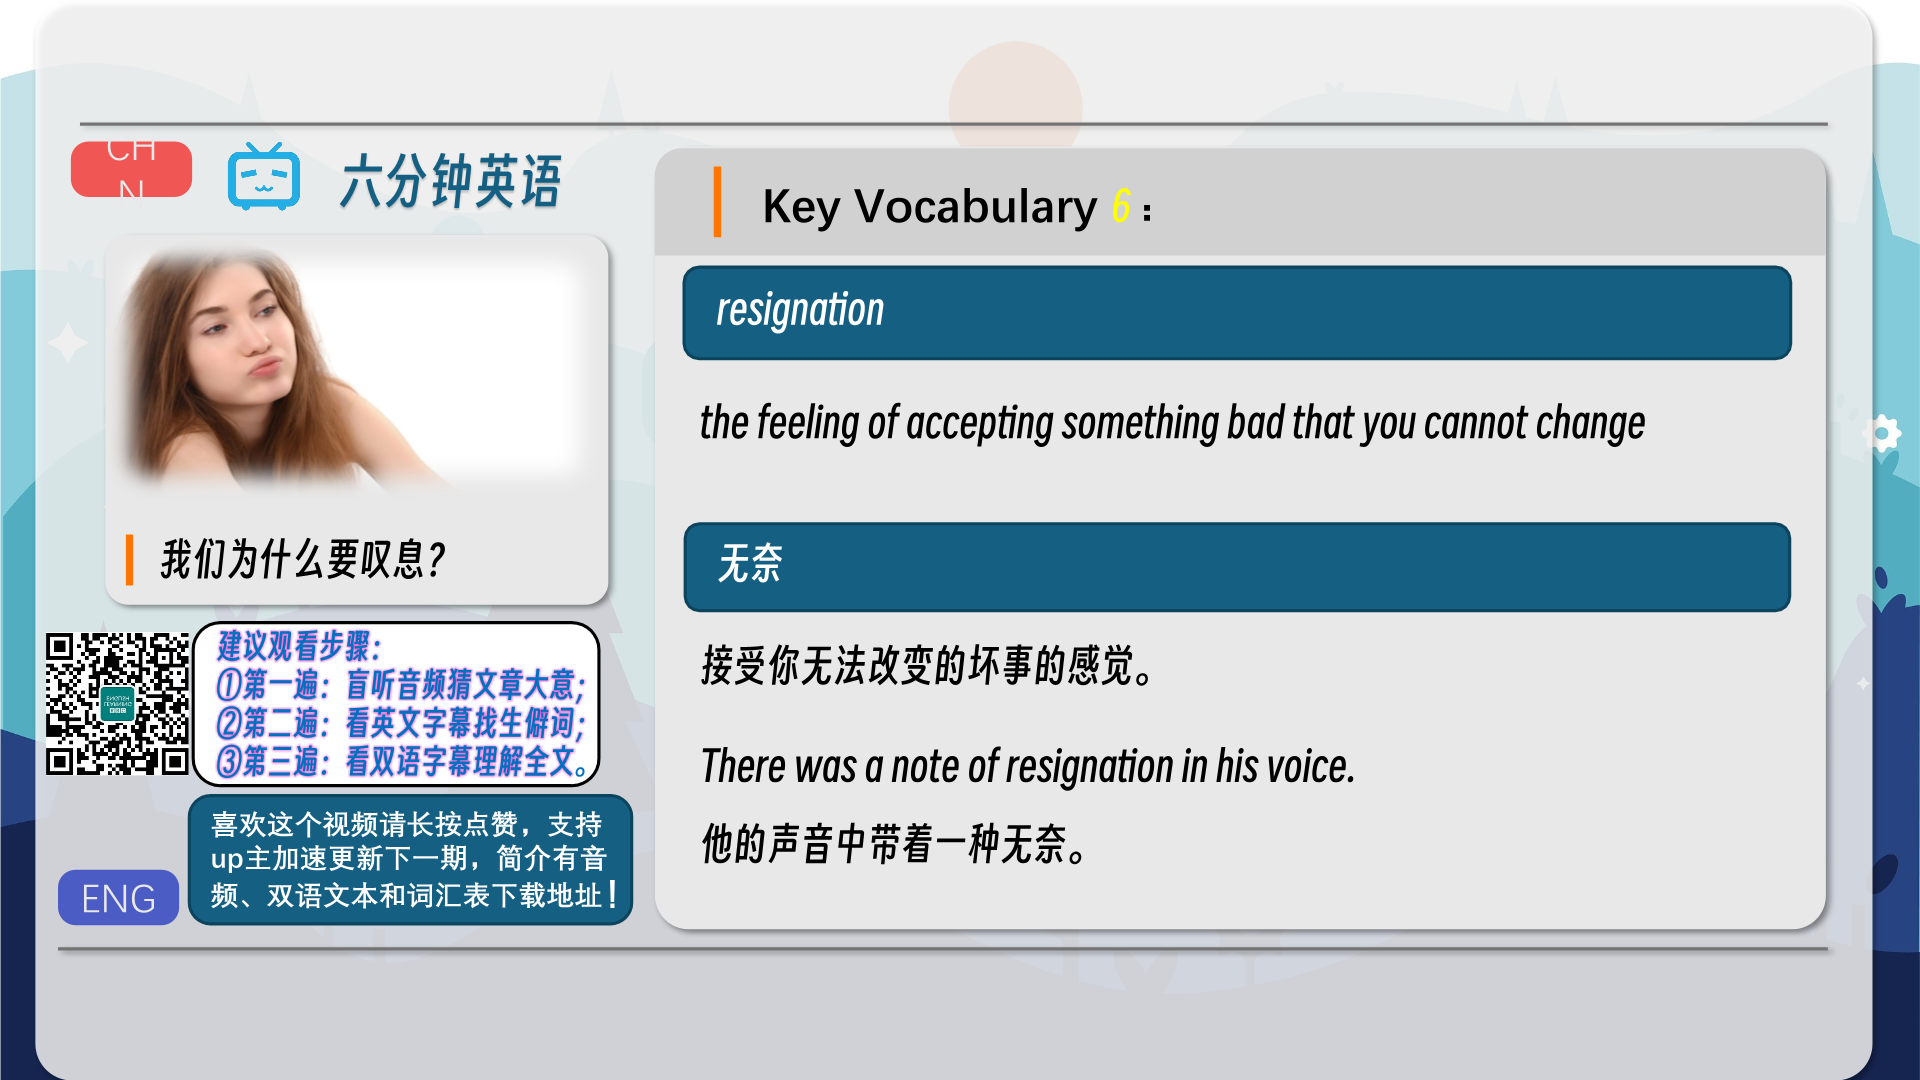 CH
N
六分钟英语
我们为什么要叹息?
建议观看步骤:
①第一遍: 盲听音频猜文章大意;
②第二遍: 看英文字幕找生僻词;
③第三遍: 看双语字幕理解全文。
喜欢这个视频请长按点赞，支持
up主加速更新下一期，简介有音
频、双语文本和词汇表下载地址!
ENG
Key Vocabulary 6：
resignation
the feeling of accepting something bad that you cannot change
无奈
接受你无法改变的坏事的感觉。
There was a note of resignation in his voice.
他的声音中带着一种无奈。